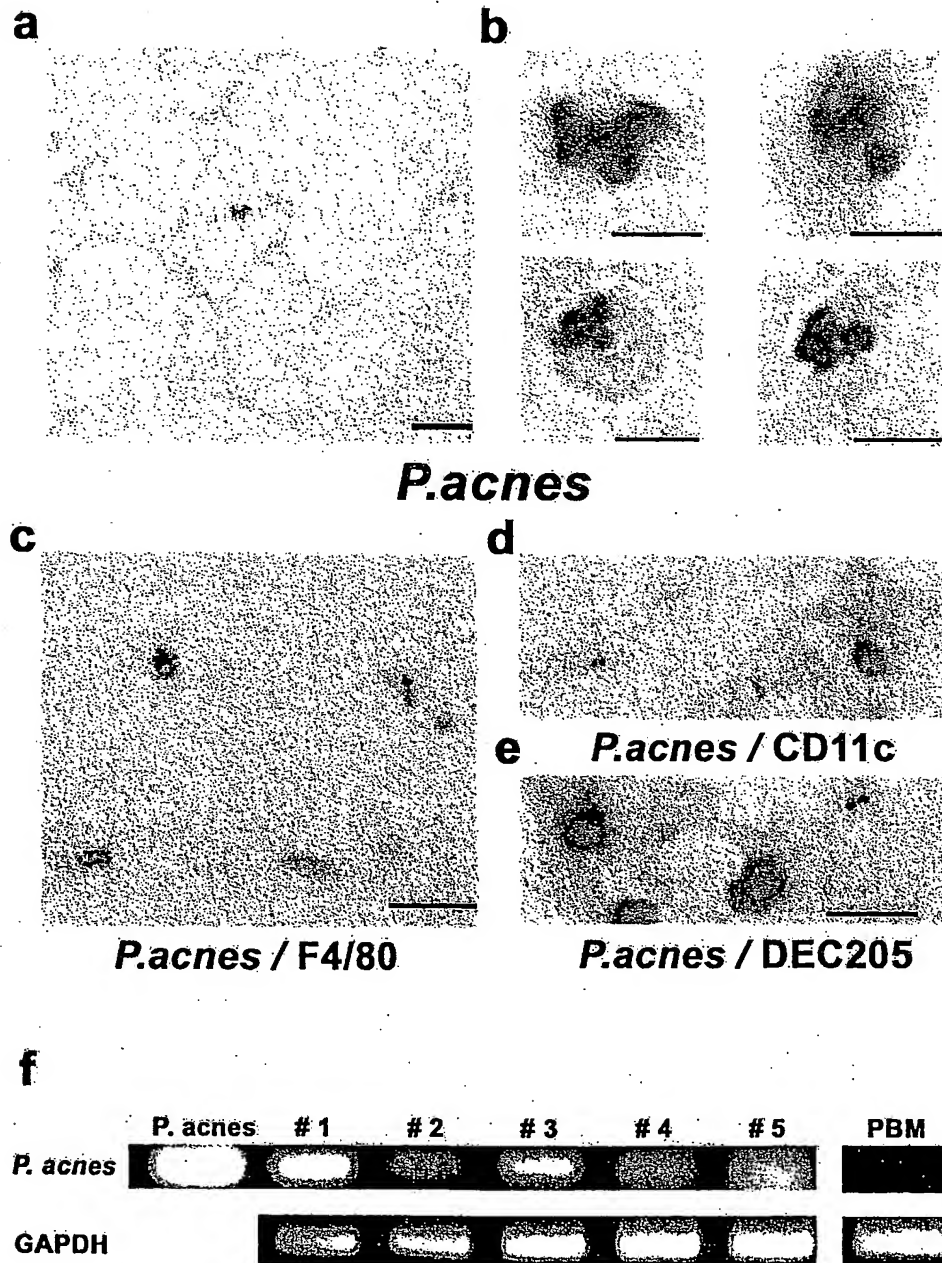 a
b
P.acnes
c
d
P.acnes / CD11c
e
P.acnes / F4/80
P.acnes / DEC205
f
P. acnes # 1 # 2 # 3 # 4 # 5 PBM
P. acnes
GAPDH